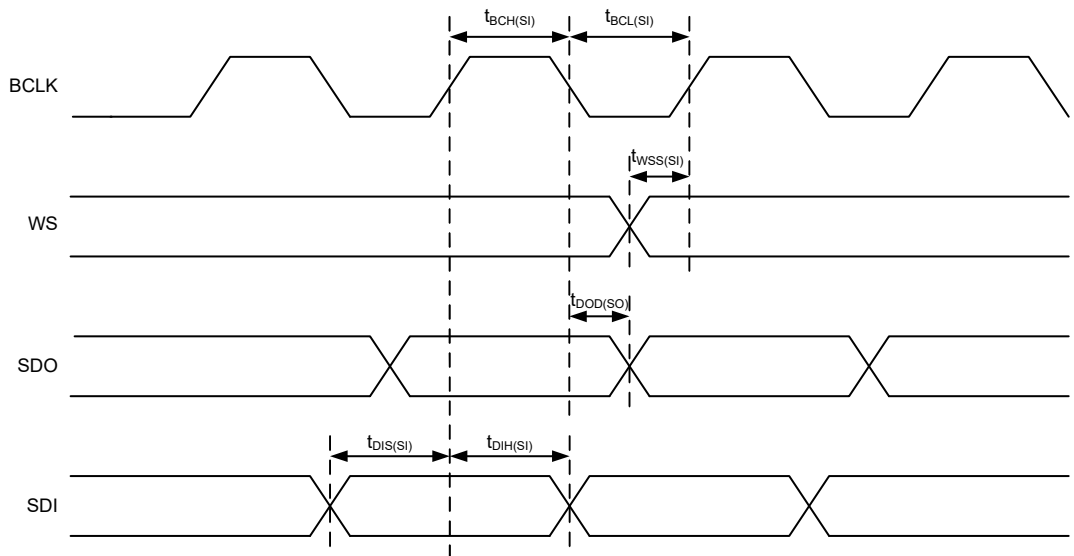 tBCH(SI)
tBCL(SI)
BCLK
tWSS(SI)
WS
tDOD(SO)
SDO
tDIS(SI)
tDIH(SI)
SDI